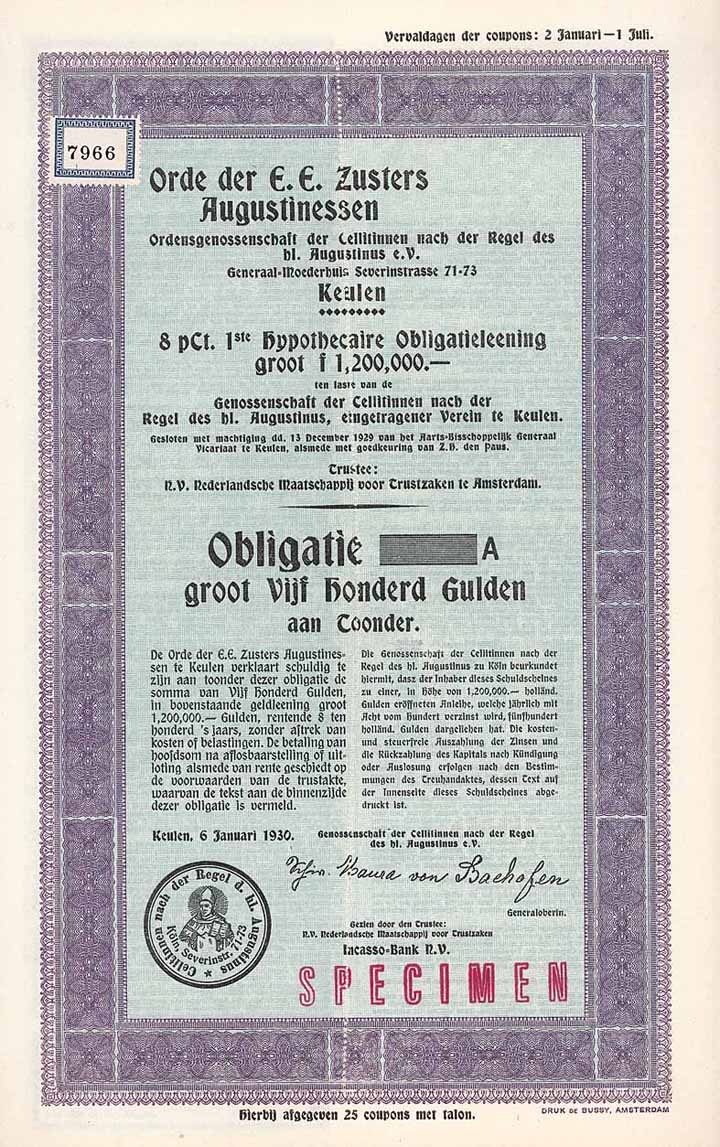 Vervaldagen der coupons: 2 Januari—1 Juli.
7966
Orde der E.E. Zusters
Augustinessen
Ordensgenossenschaft der Cellitinnen nach der Regel des
hl. Augustinus e.V.
Generaal-Moederhuis Severinstrasse 71-73
Keulen
8 pCt. 1ste Hypothecaire Obligatieleening
groot f 1,200,000.—
ten laste van de
Genossenschaft der Cellitinnen nach der
Regel des hl. Augustinus, eingetragener Verein te Keulen.
Gesloten met machtiging dd. 13 December 1929 van het Aarts-Bisschoppelijk Generaal
Vicariaat te Keulen, alsmede met goedkeuring van Z.H. den Paus.
Trustee:
N.V. Nederlandsche Maatschappij voor Trustzaken te Amsterdam.
Obligatie A
groot Vijf Honderd Gulden
aan Toonder.
De Orde der E.E. Zusters Augustines-
sen te Keulen verklaart schuldig te
zijn aan toonder dezer obligatie de
somma van Vijf Honderd Gulden,
in bovenstaande geldleening groot
1,200,000.— Gulden, rentende 8 ten
honderd 's jaars, zonder aftrek van
kosten of belastingen. De betaling van
hoofdsom na aflosbaarstelling of uit-
loting alsmede van rente geschiedt op
de voorwaarden van de trustakte,
waarvan de tekst aan de binnenzijde
dezer obligatie is vermeld.
Die Genossenschaft der Cellitinnen nach der
Regel des hl. Augustinus zu Köln beurkundet
hiermit, dasz der Inhaber dieses Schuldscheines
zu einer, in Höhe von 1,200,000.— holländ.
Gulden eröffneten Anleihe, welche jährlich mit
Acht vom Hundert verzinst wird, fünfhundert
holländ. Gulden dargeliehen hat. Die kosten-
und steuerfreie Auszahlung der Zinsen und
die Rückzahlung des Kapitals nach Kündigung
oder Auslosung erfolgen nach den Bestim-
mungen des Treuhandaktes, dessen Text auf
der Innenseite dieses Schuldscheines abge-
druckt ist.
Keulen, 6 Januari 1930.
Genossenschaft der Cellitinnen nach der Regel
des hl. Augustinus e.V.
von Bachofen
Generaloberin.
Cellitinnen nach der Regel d. hl. Augustinus
Köln, Severinstr. 71-73
Gezien door den Trustee:
N.V. Nederlandsche Maatschappij voor Trustzaken
Incasso-Bank N.V.
SPECIMEN
Hierbij afgegeven 25 coupons met talon.
DRUK DE BUSSY, AMSTERDAM